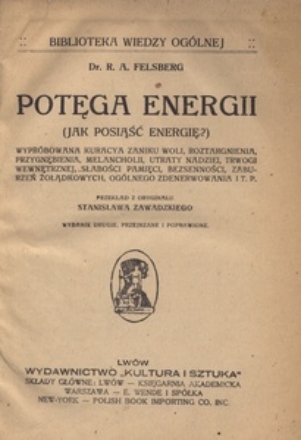 BIBLIOTEKA WIEDZY OGÓLNEJ
Dr. R. A. FELSBERG
POTĘGA ENERGII
(JAK POSIĄŚĆ ENERGIĘ?)
WYPRÓBOWANA KURACYA ZANIKU WOLI, ROZTARGNIENIA,
PRZYGNĘBIENIA, MELANCHOLII, UTRATY NADZIEI, TRWOGI
WEWNĘTRZNEJ, SŁABOŚCI PAMIĘCI, BEZSENNOŚCI, ZABU-
RZEŃ ŻOŁĄDKOWYCH, OGÓLNEGO ZDENERWOWANIA I T. P.
PRZEKŁAD Z ORYGINAŁU
STANISŁAWA ZAWADZKIEGO
WYDANIE DRUGIE, PRZEJRZANE I POPRAWIONE.
LWÓW
WYDAWNICTWO „KULTURA I SZTUKA"
SKŁADY GŁÓWNE: LWÓW — KSIĘGARNIA AKADEMICKA
WARSZAWA — E. WENDE I SPÓŁKA
NEW-YORK — POLISH BOOK IMPORTING CO. INC.